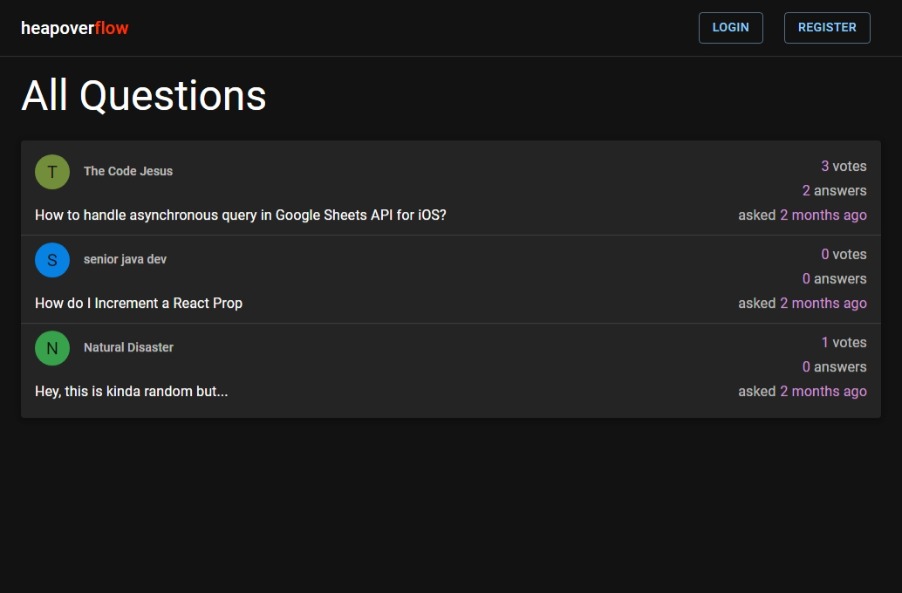 heapoverflow
LOGIN
REGISTER
All Questions
T
The Code Jesus
3 votes
2 answers
How to handle asynchronous query in Google Sheets API for iOS?
asked 2 months ago
S
senior java dev
0 votes
0 answers
How do I Increment a React Prop
asked 2 months ago
N
Natural Disaster
1 votes
0 answers
Hey, this is kinda random but...
asked 2 months ago